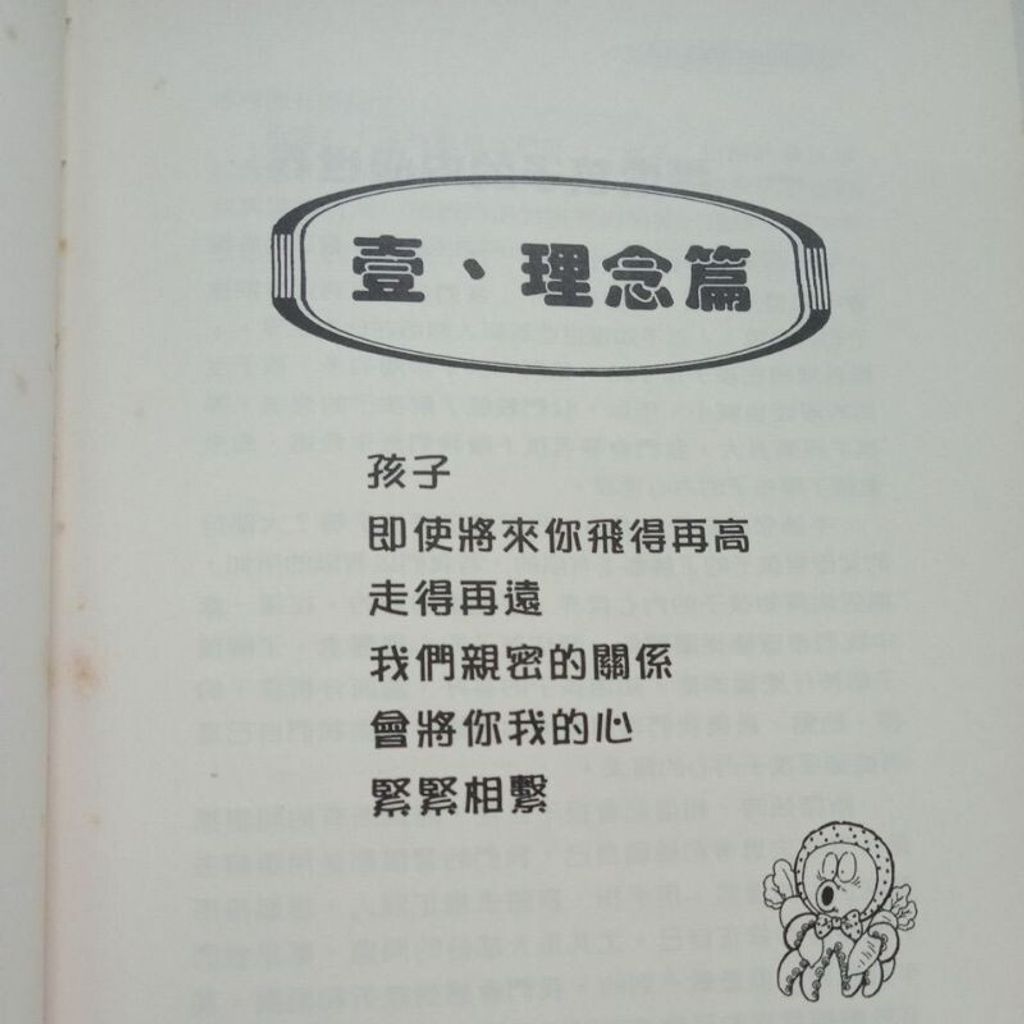 壹、理念篇
孩子
即使將來你飛得再高
走得再遠
我們親密的關係
會將你我的心
緊緊相繫